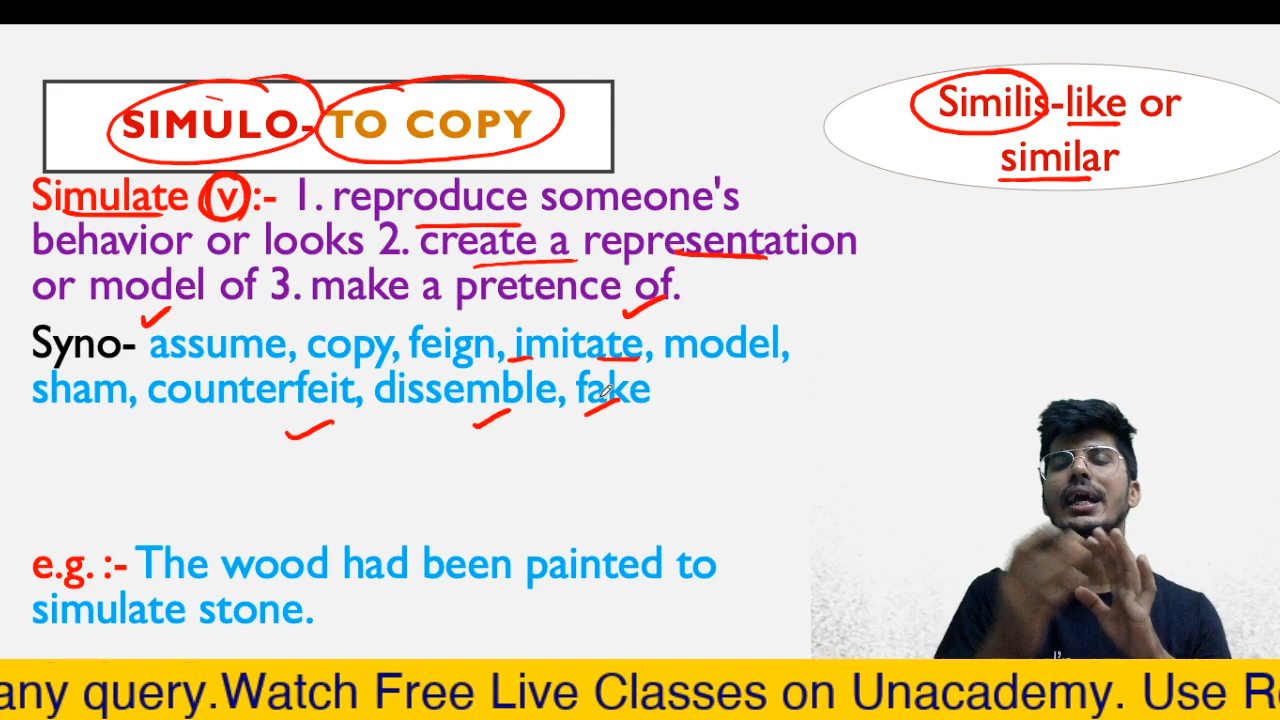 SIMULO- TO COPY
Similis-like or
similar
Simulate (v) :- 1. reproduce someone's
behavior or looks 2. create a representation
or model of 3. make a pretence of.
Syno- assume, copy, feign, imitate, model,
sham, counterfeit, dissemble, fake
e.g. :- The wood had been painted to
simulate stone.
any query.Watch Free Live Classes on Unacademy. Use